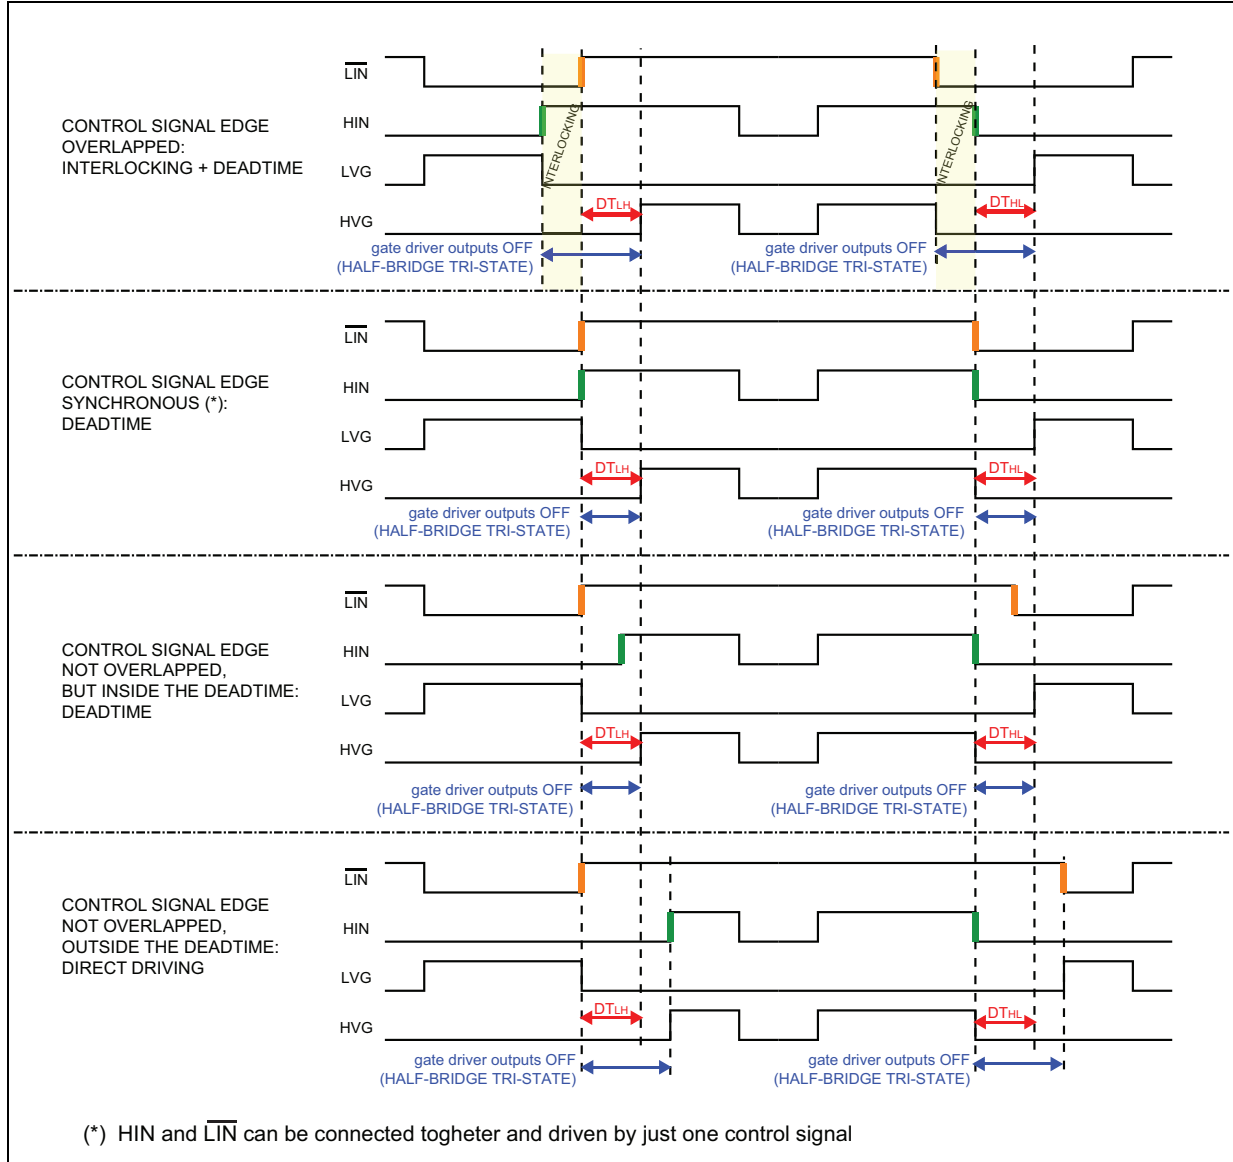 LIN
CONTROL SIGNAL EDGE
OVERLAPPED:
INTERLOCKING + DEADTIME
HIN
LVG
HVG
INTERLOCKING
INTERLOCKING
DTLH
DTHL
gate driver outputs OFF
(HALF-BRIDGE TRI-STATE)
gate driver outputs OFF
(HALF-BRIDGE TRI-STATE)
LIN
CONTROL SIGNAL EDGE
SYNCHRONOUS (*):
DEADTIME
HIN
LVG
HVG
DTLH
DTHL
gate driver outputs OFF
(HALF-BRIDGE TRI-STATE)
gate driver outputs OFF
(HALF-BRIDGE TRI-STATE)
LIN
CONTROL SIGNAL EDGE
NOT OVERLAPPED,
BUT INSIDE THE DEADTIME:
DEADTIME
HIN
LVG
HVG
DTLH
DTHL
gate driver outputs OFF
(HALF-BRIDGE TRI-STATE)
gate driver outputs OFF
(HALF-BRIDGE TRI-STATE)
LIN
CONTROL SIGNAL EDGE
NOT OVERLAPPED,
OUTSIDE THE DEADTIME:
DIRECT DRIVING
HIN
LVG
HVG
DTLH
DTHL
gate driver outputs OFF
(HALF-BRIDGE TRI-STATE)
gate driver outputs OFF
(HALF-BRIDGE TRI-STATE)
(*) HIN and LIN can be connected togheter and driven by just one control signal